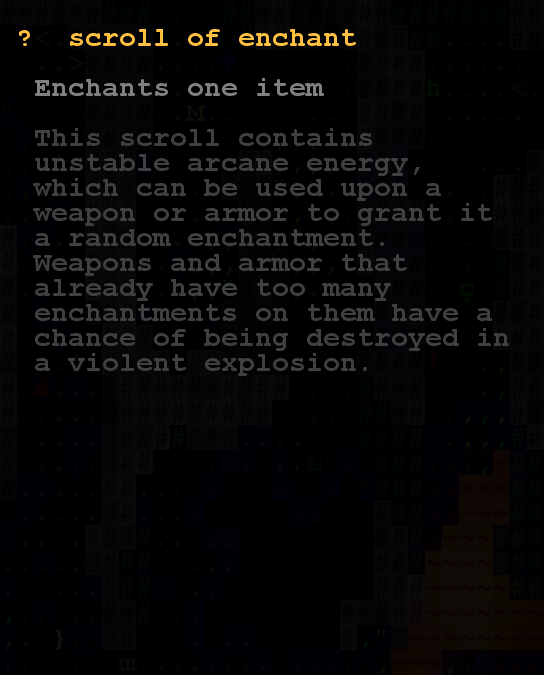 ? scroll of enchant
Enchants one item
This scroll contains
unstable arcane energy,
which can be used upon a
weapon or armor to grant it
a random enchantment.
Weapons and armor that
already have too many
enchantments on them have a
chance of being destroyed in
a violent explosion.